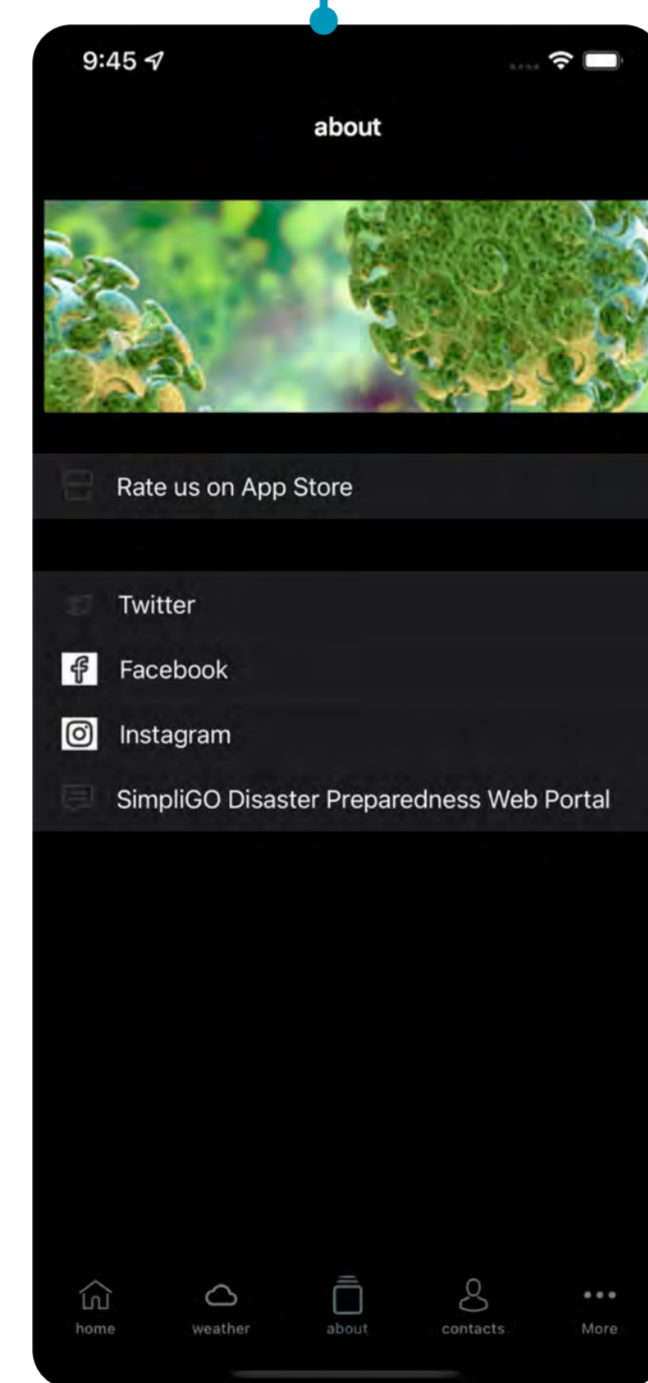 9:45
about
Rate us on App Store
Twitter
Facebook
Instagram
SimpliGO Disaster Preparedness Web Portal
home weather about contacts More